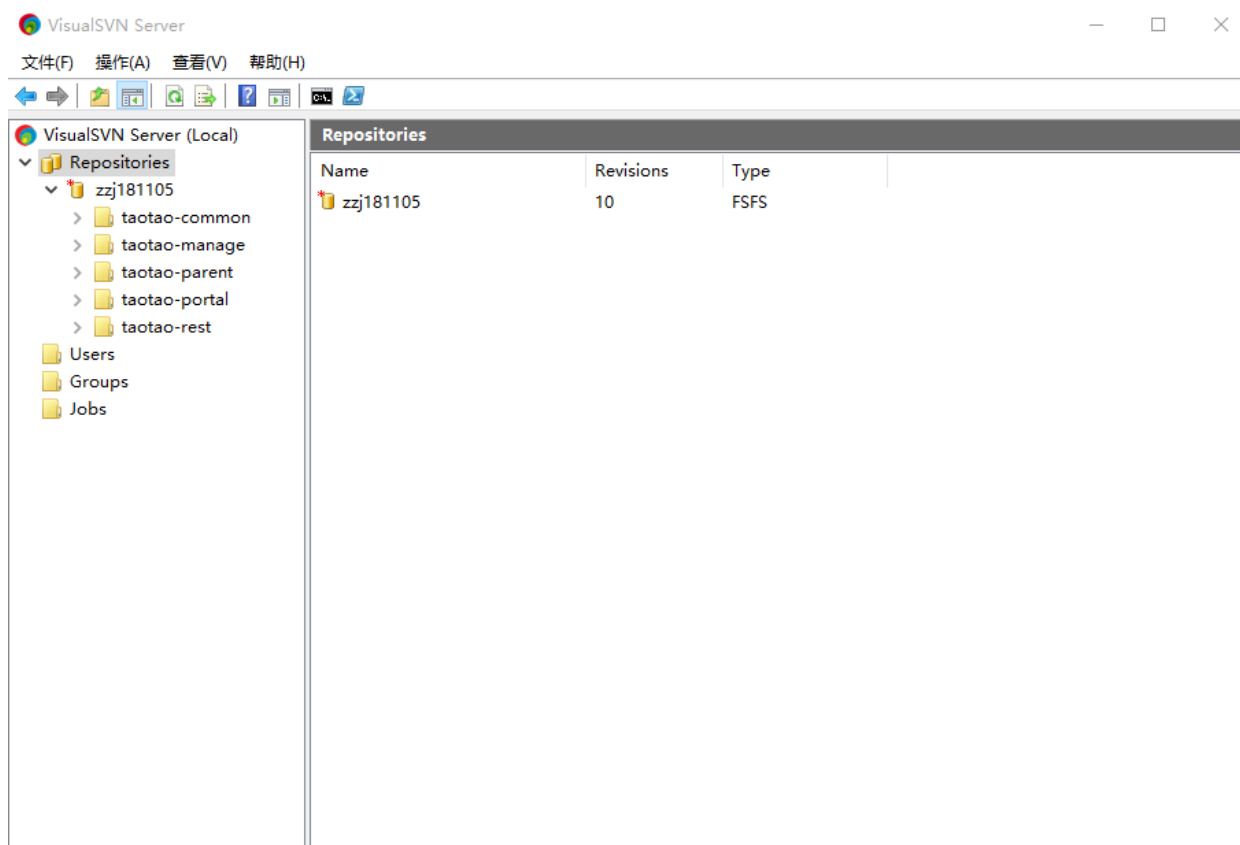 VisualSVN Server
文件(F) 操作(A) 查看(V) 帮助(H)
VisualSVN Server (Local)
Repositories
zzj181105
taotao-common
taotao-manage
taotao-parent
taotao-portal
taotao-rest
Users
Groups
Jobs
Repositories
Name Revisions Type
zzj181105 10 FSFS